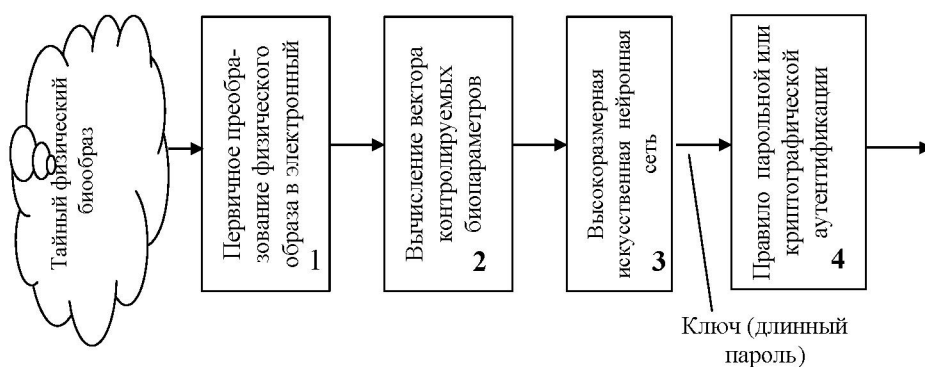 Тайный физический
биообраз
Первичное преобра-
зование физического
образа в электронный
1
Вычисление вектора
контролируемых
биопараметров
2
Высокоразмерная
искусственная нейронная
сеть
3
Правило парольной или
криптографической
аутентификации
4
Ключ (длинный
пароль)